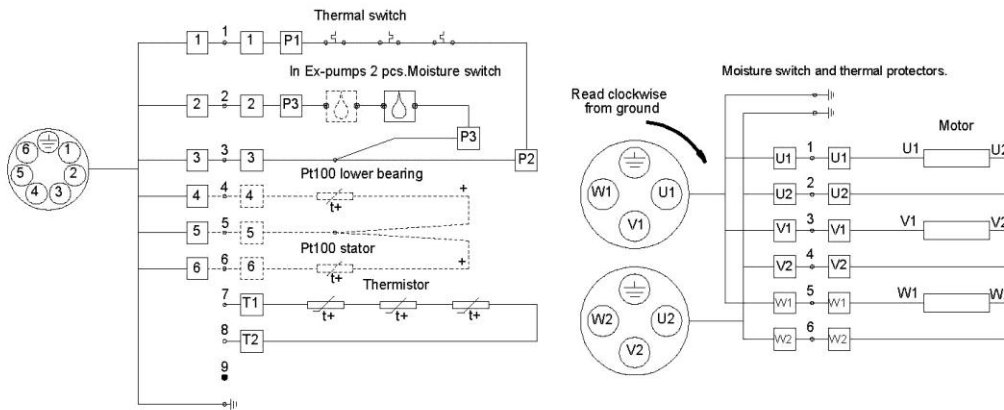 Thermal switch
1 1 1 P1
In Ex-pumps 2 pcs.Moisture switch
2 2 2 P3
P3
3 3 3 P2
Pt100 lower bearing
4 4 4 t+ +
5 5 5
Pt100 stator
6 6 6 t+ +
Thermistor
7 T1 t+ t+ t+
8 T2
9
6 1
5 2
4 3
Moisture switch and thermal protectors.
Read clockwise
from ground
Motor
W1 U1
V1
W2 U2
V2
U1 1 U1 U1 U2
U2 2 U2
V1 3 V1 V1 V2
V2 4 V2
W1 5 W1 W1 W
W2 6 W2